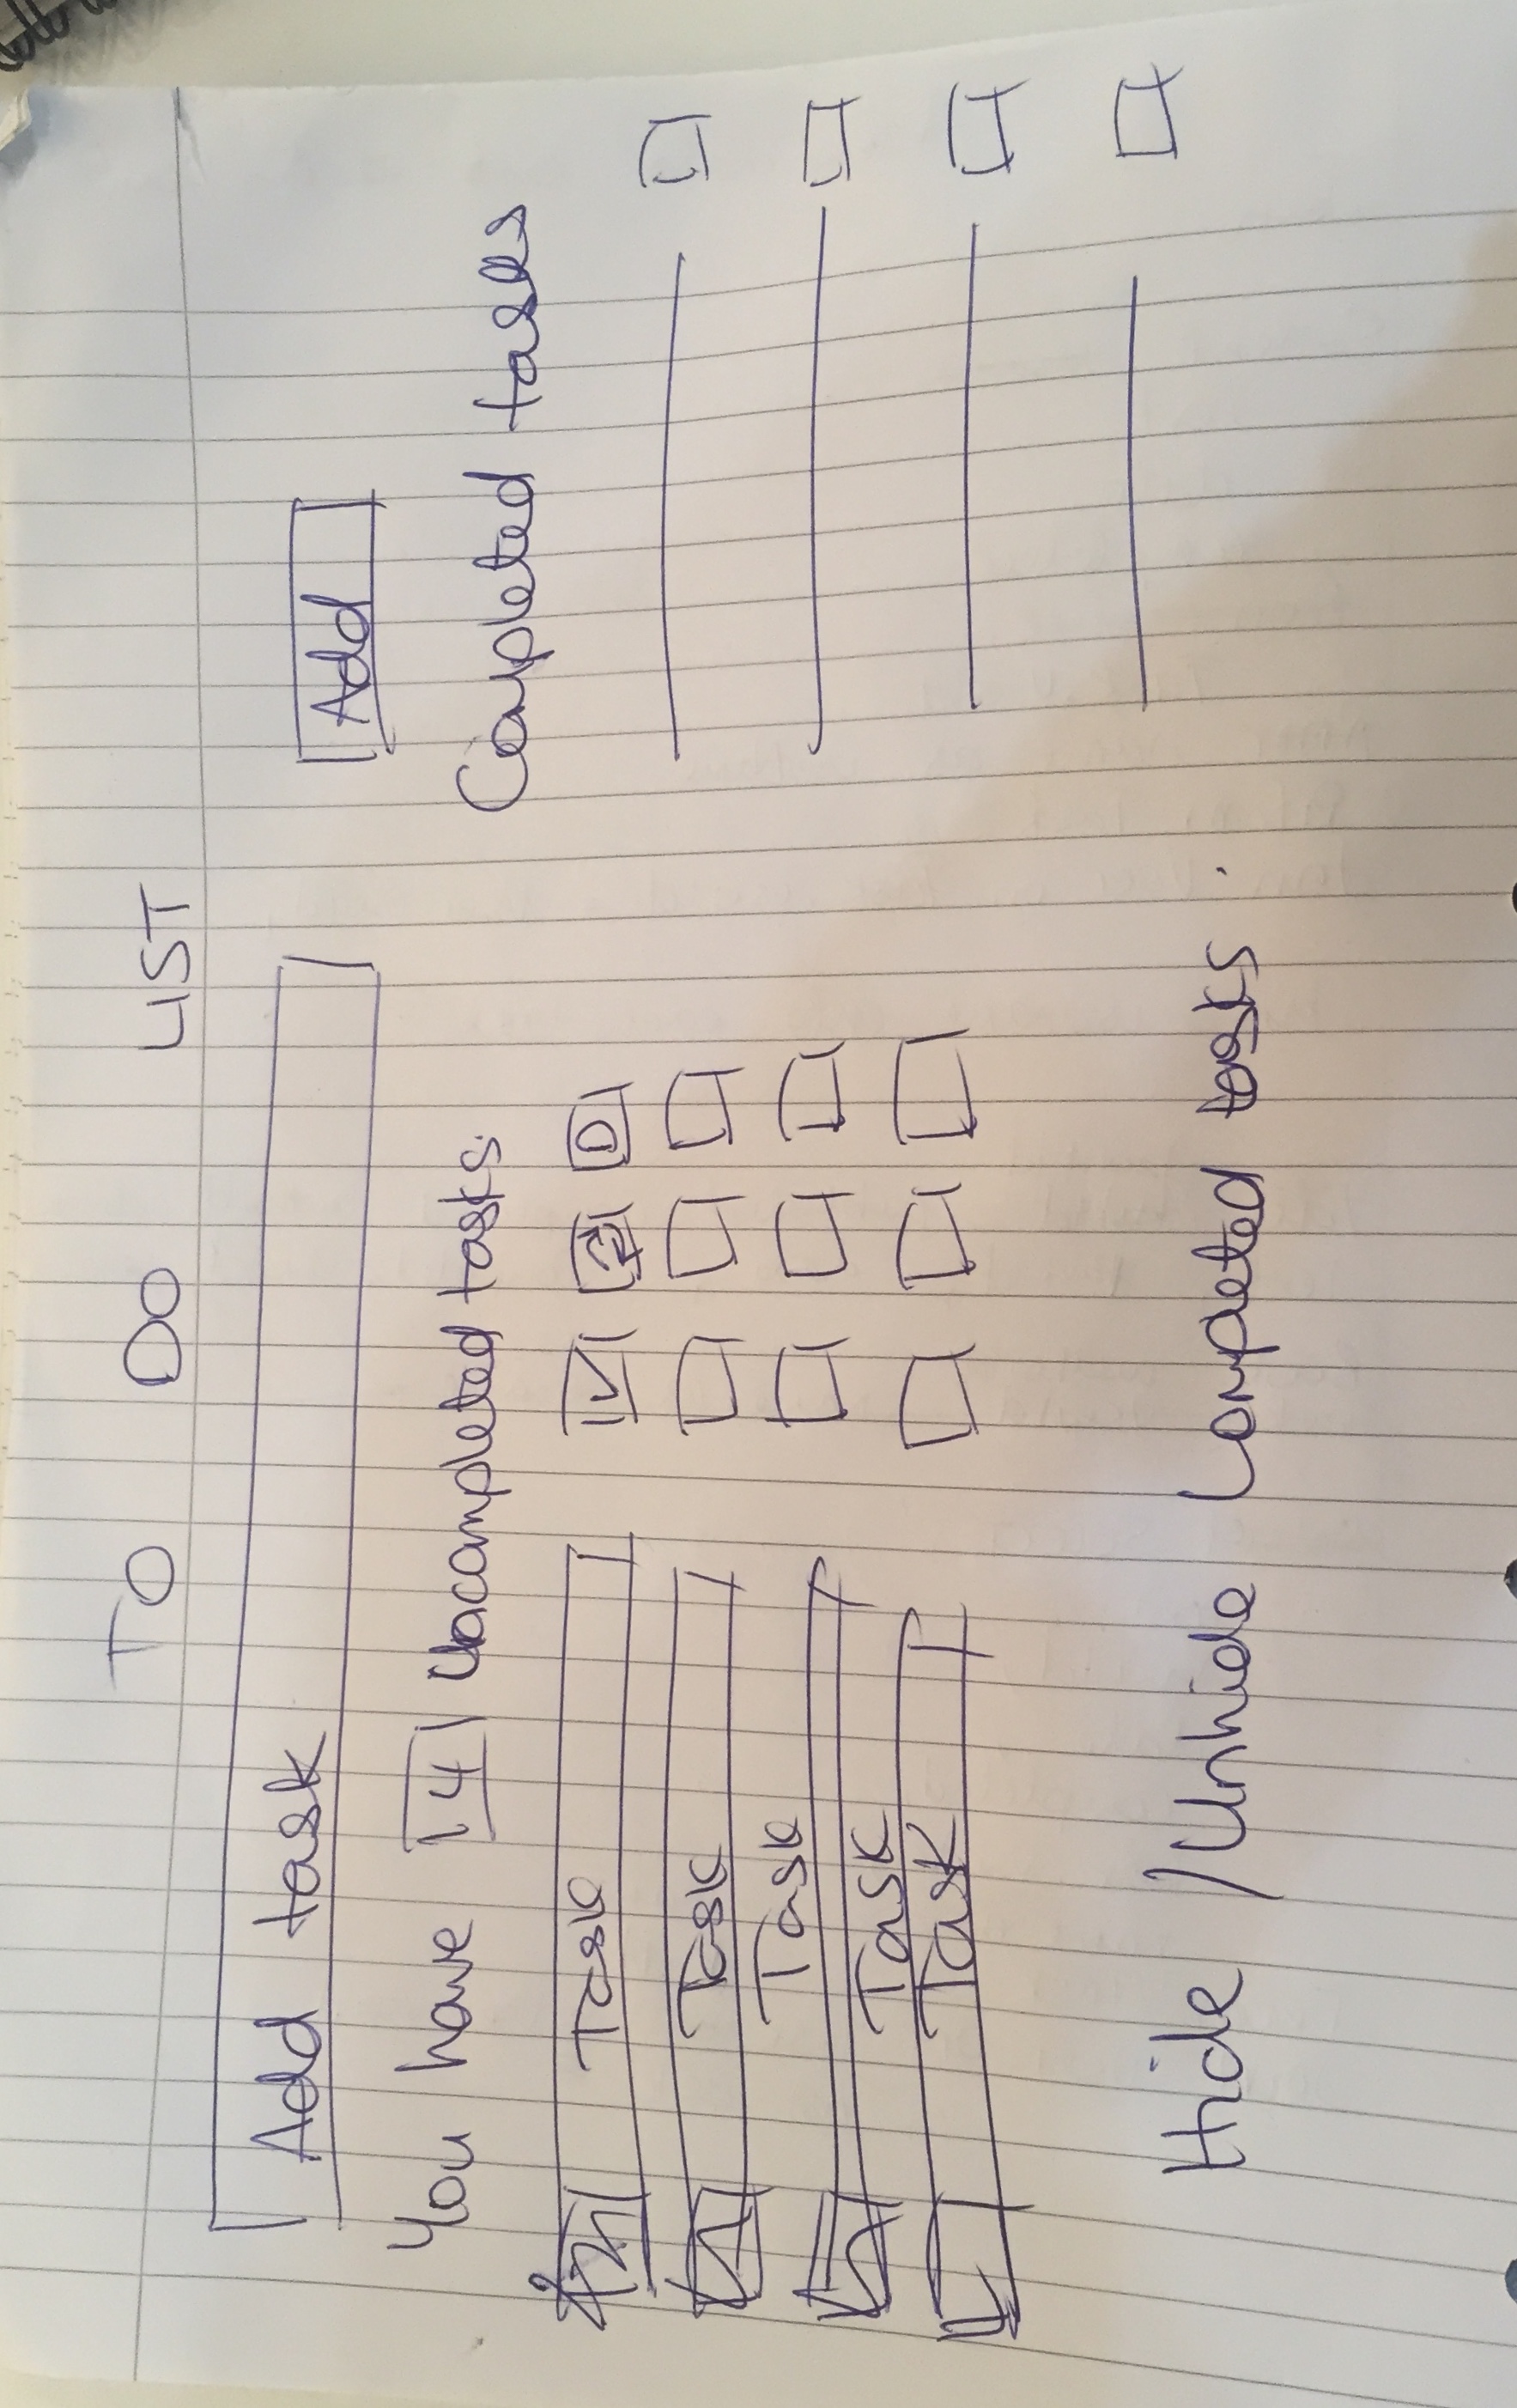 TO DO LIST
Add task
Add
You have 4 Uncompleted tasks.
Completed tasks
Task
Task
Task
Task
Task
Hide / Unhide Completed tasks.